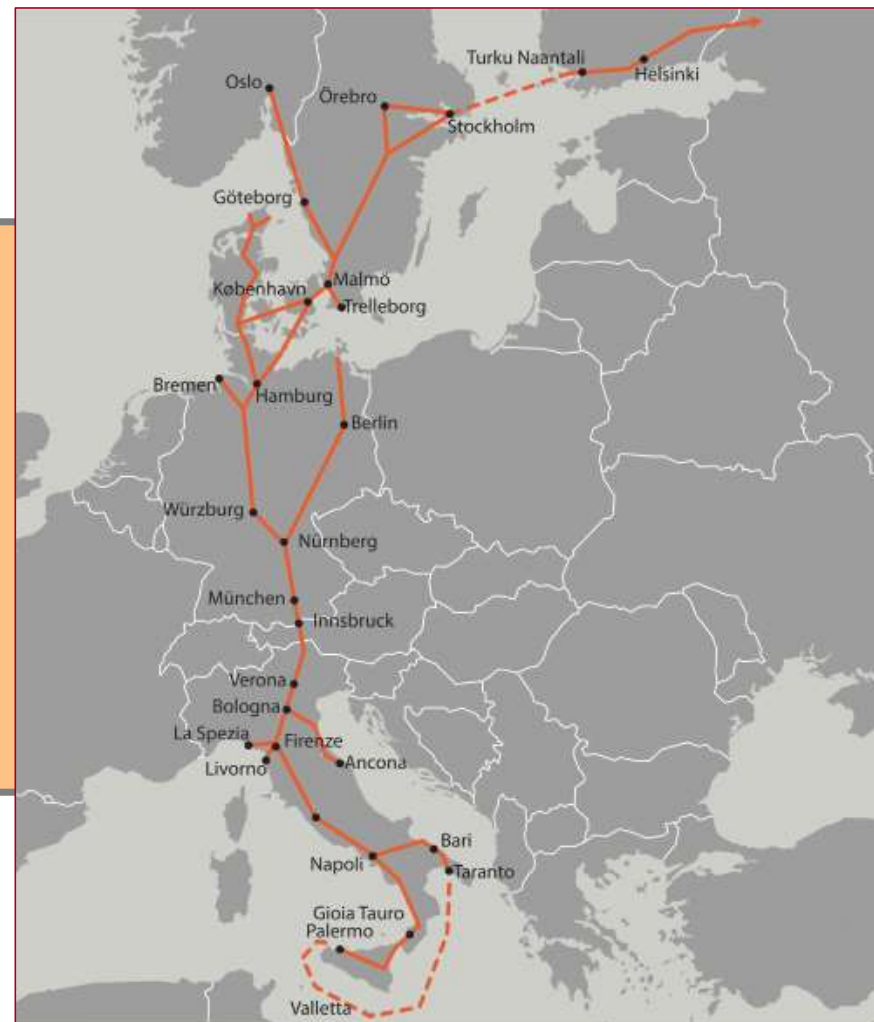 Turku Naantali
Helsinki
Oslo
Örebro
Stockholm
Göteborg
København
Malmö
Trelleborg
Bremen
Hamburg
Berlin
Würzburg
Nürnberg
München
Innsbruck
Verona
Bologna
La Spezia
Firenze
Livorno
Ancona
Bari
Napoli
Taranto
Gioia Tauro
Palermo
Valletta